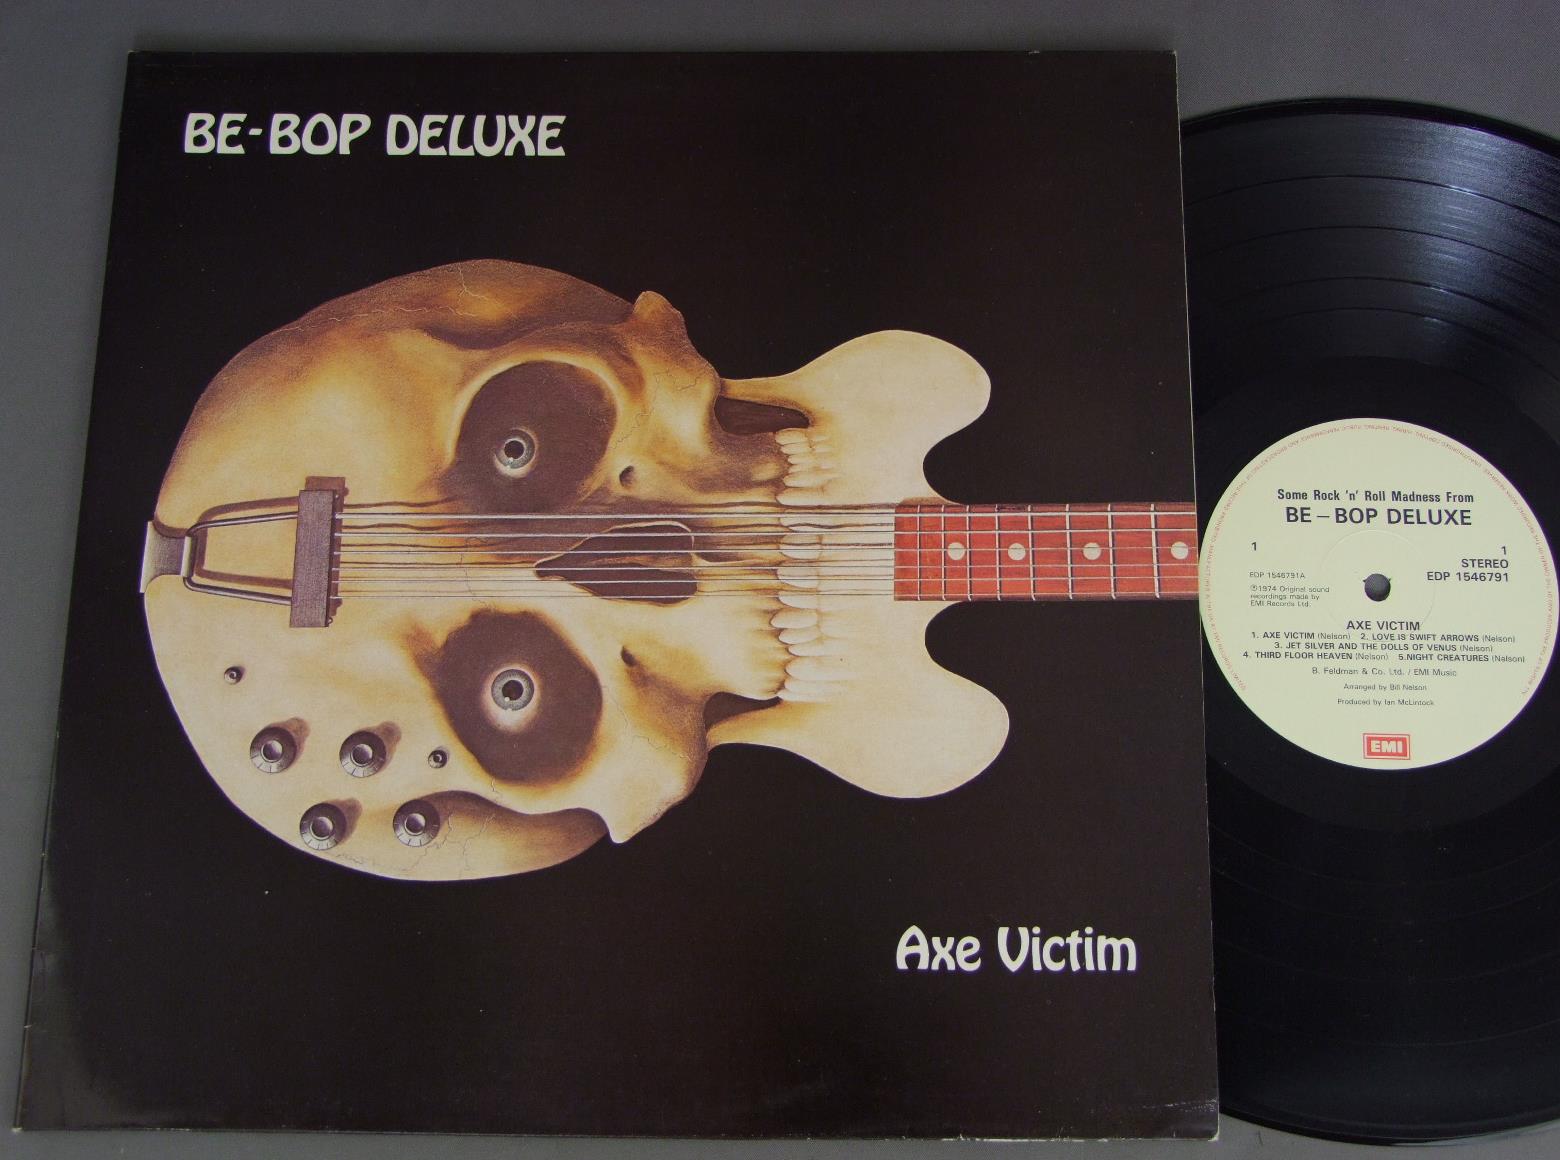 BE-BOP DELUXE
Axe Victim
Some Rock 'n' Roll Madness From
BE—BOP DELUXE
1
1
STEREO
EDP 1546791
EDP 1546791A
℗1974 Original sound
recordings made by
EMI Records Ltd.
AXE VICTIM
1. AXE VICTIM (Nelson) 2. LOVE IS SWIFT ARROWS (Nelson)
3. JET SILVER AND THE DOLLS OF VENUS (Nelson)
4. THIRD FLOOR HEAVEN (Nelson) 5.NIGHT CREATURES (Nelson)
B. Feldman & Co. Ltd. / EMI Music
Arranged by Bill Nelson
Produced by Ian McLintock
EMI